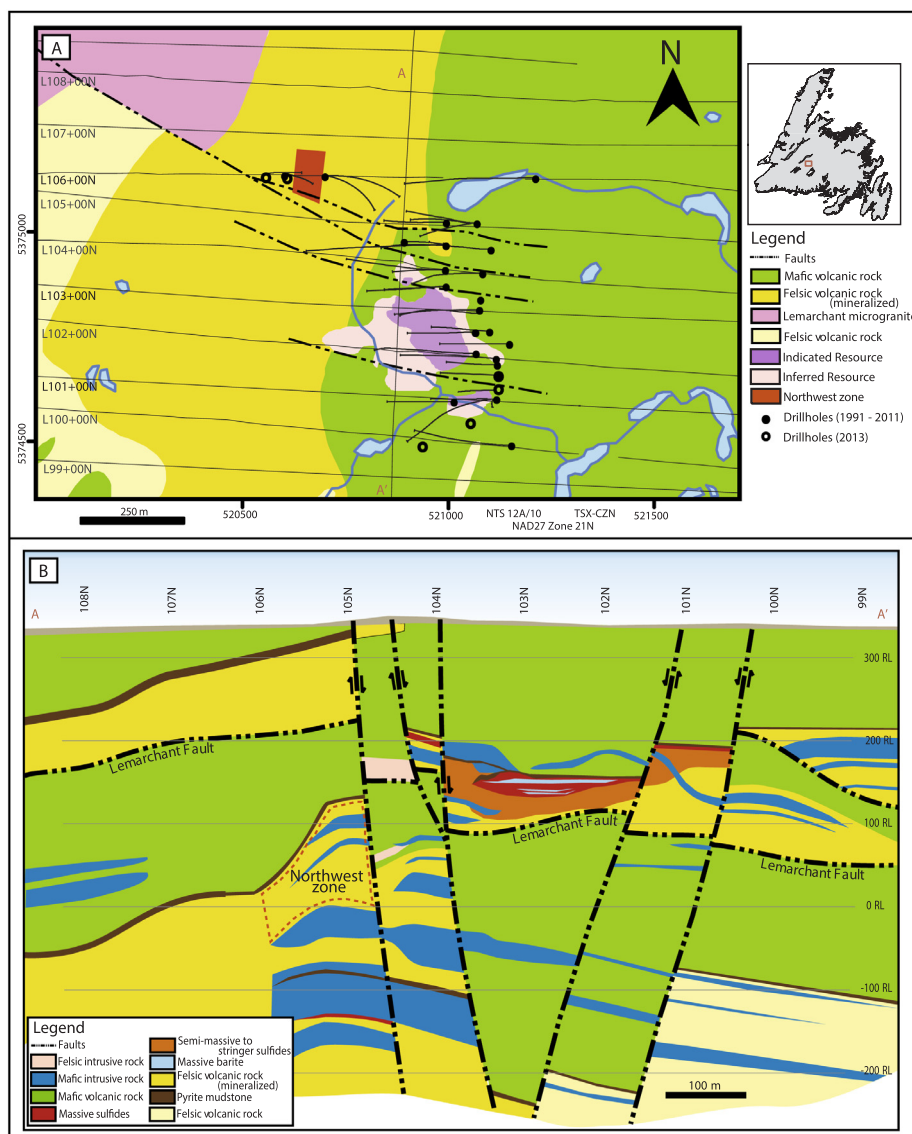 A
N
A
L108+00N
L107+00N
L106+00N
L105+00N
L104+00N
L103+00N
L102+00N
L101+00N
L100+00N
L99+00N
A'
5375000
5374500
250 m
520500
521000
521500
NTS 12A/10
TSX-CZN
NAD27 Zone 21N
Legend
Faults
Mafic volcanic rock
Felsic volcanic rock
(mineralized)
Lemarchant microgranite
Felsic volcanic rock
Indicated Resource
Inferred Resource
Northwest zone
Drillholes (1991 - 2011)
Drillholes (2013)
B
A
108N
107N
106N
105N
104N
103N
102N
101N
100N
99N
A'
300 RL
200 RL
100 RL
0 RL
-100 RL
-200 RL
Lemarchant Fault
Lemarchant Fault
Lemarchant Fault
Northwest
zone
100 m
Legend
Faults
Felsic intrusive rock
Mafic intrusive rock
Mafic volcanic rock
Massive sulfides
Semi-massive to
stringer sulfides
Massive barite
Felsic volcanic rock
(mineralized)
Pyrite mudstone
Felsic volcanic rock